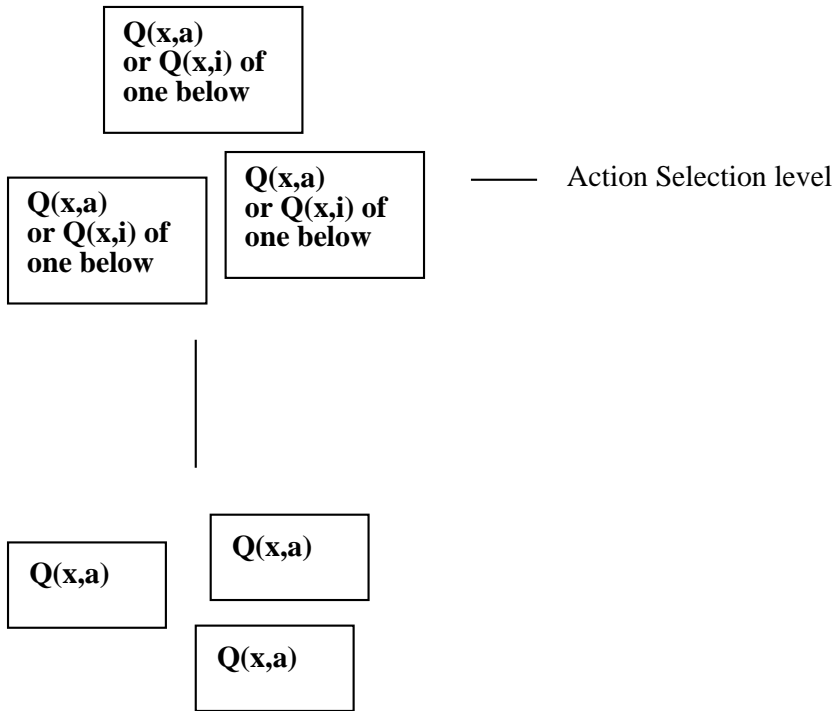 Q(x,a)
or Q(x,i) of
one below
Q(x,a)
or Q(x,i) of
one below
Action Selection level
Q(x,a)
or Q(x,i) of
one below
Q(x,a)
Q(x,a)
Q(x,a)